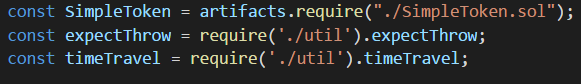 const SimpleToken = artifacts.require("./SimpleToken.sol");
const expectThrow = require('./util').expectThrow;
const timeTravel = require('./util').timeTravel;